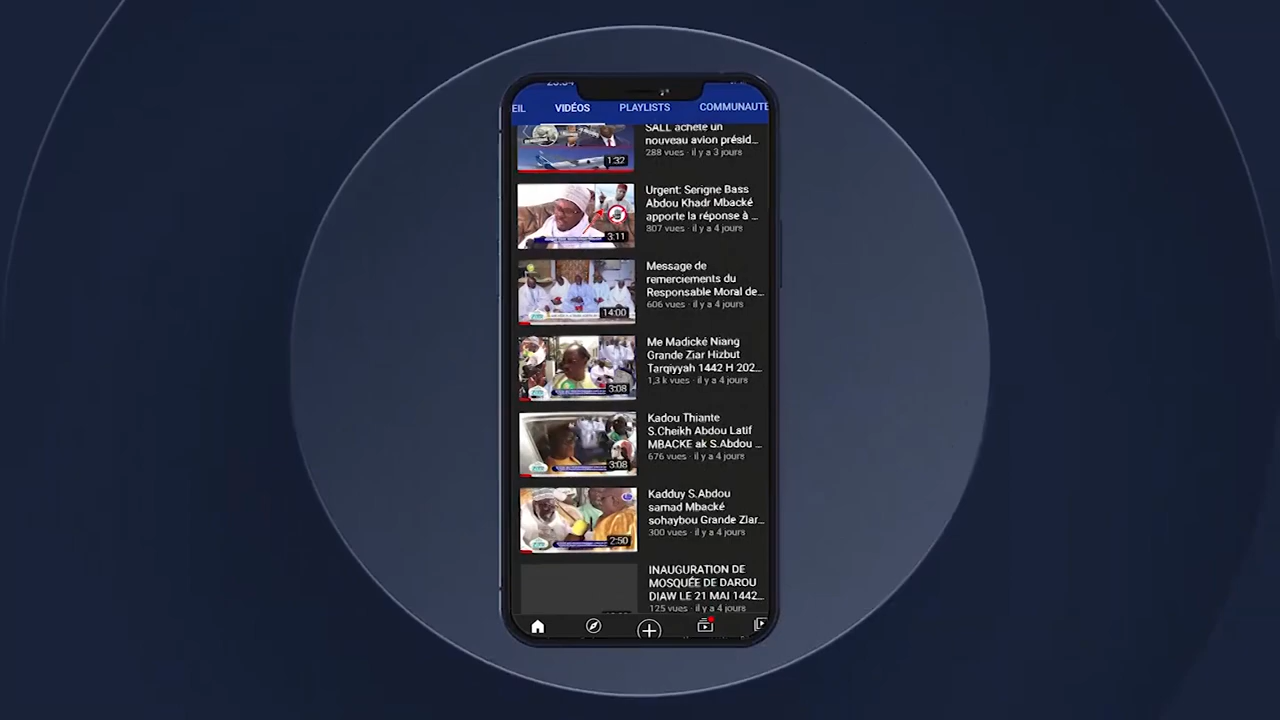 EIL VIDÉOS PLAYLISTS COMMUNAUTÉ
SALL achète un
nouveau avion présid...
288 vues · il y a 3 jours
1:32
Urgent: Serigne Bass
Abdou Khadr Mbacké
apporte la réponse à ...
807 vues · il y a 4 jours
3:11
Message de
remerciements du
Responsable Moral de...
606 vues · il y a 4 jours
14:00
Me Madické Niang
Grande Ziar Hizbut
Tarqiyyah 1442 H 202...
1,3 k vues · il y a 4 jours
3:08
Kadou Thiante
S.Cheikh Abdou Latif
MBACKE ak S.Abdou ...
676 vues · il y a 4 jours
3:08
Kadduy S.Abdou
samad Mbacké
sohaybou Grande Ziar...
300 vues · il y a 4 jours
2:50
INAUGURATION DE
MOSQUÉE DE DAROU
DIAW LE 21 MAI 1442...
125 vues · il y a 4 jours